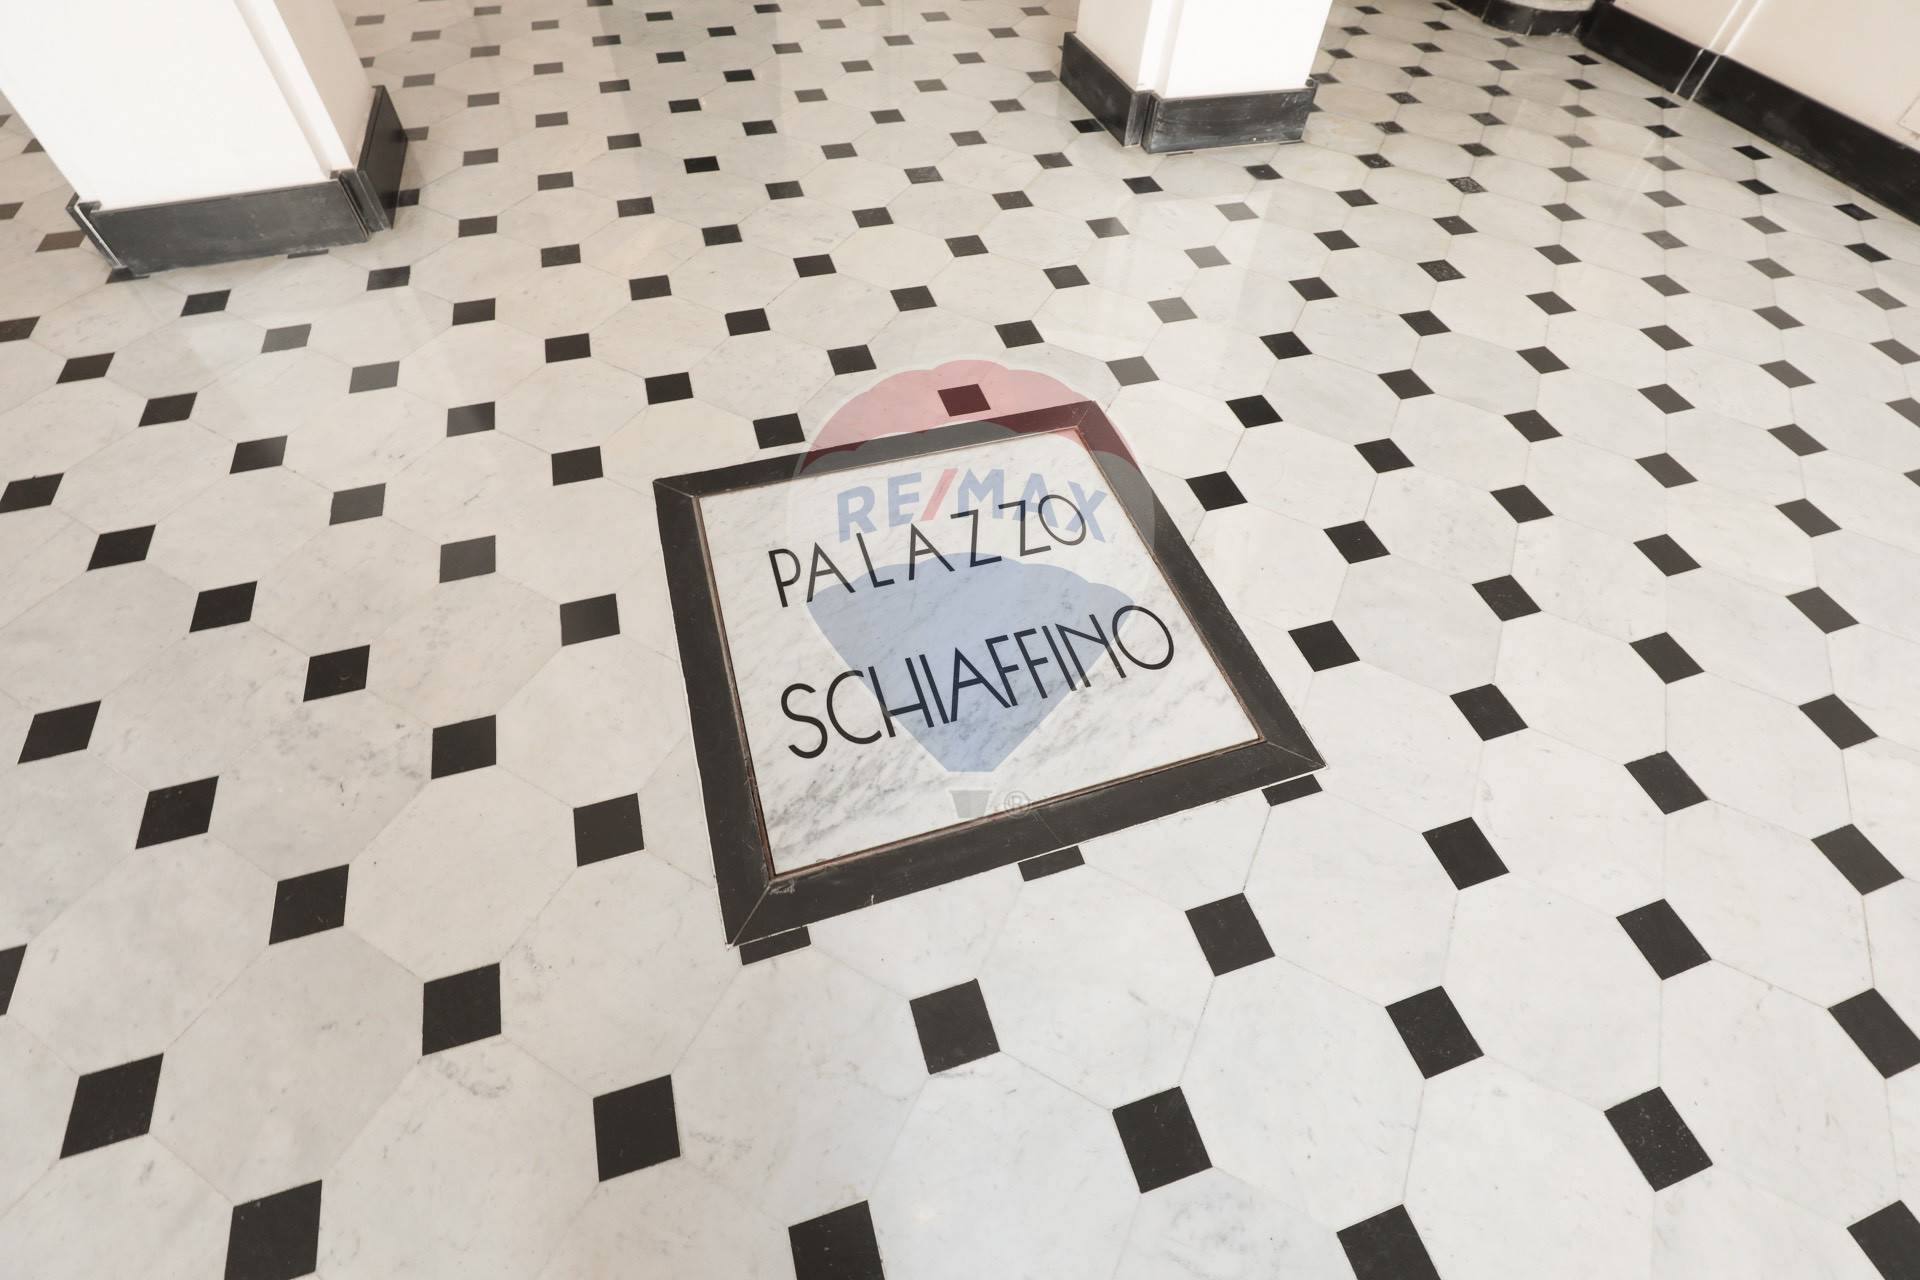 RE/MAX
PALAZZO
SCHIAFFINO
®